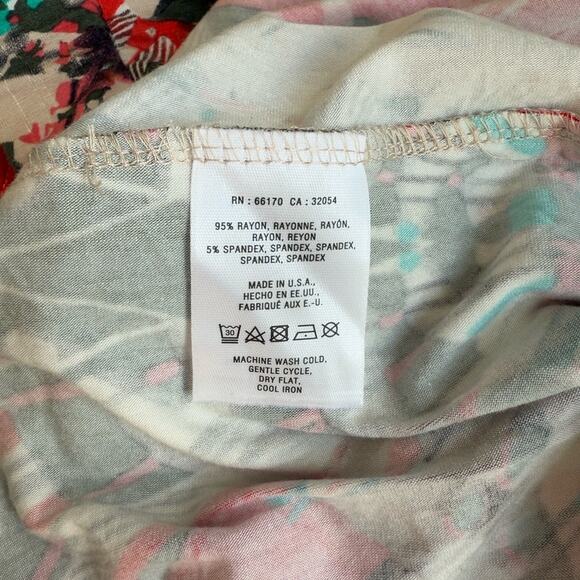 RN : 66170 CA : 32054
95% RAYON, RAYONNE, RAYÓN,
RAYON, REYON
5% SPANDEX, SPANDEX, SPANDEX,
SPANDEX, SPANDEX
MADE IN U.S.A.,
HECHO EN EE.UU.,
FABRIQUÉ AUX E.-U.
30
MACHINE WASH COLD,
GENTLE CYCLE,
DRY FLAT,
COOL IRON